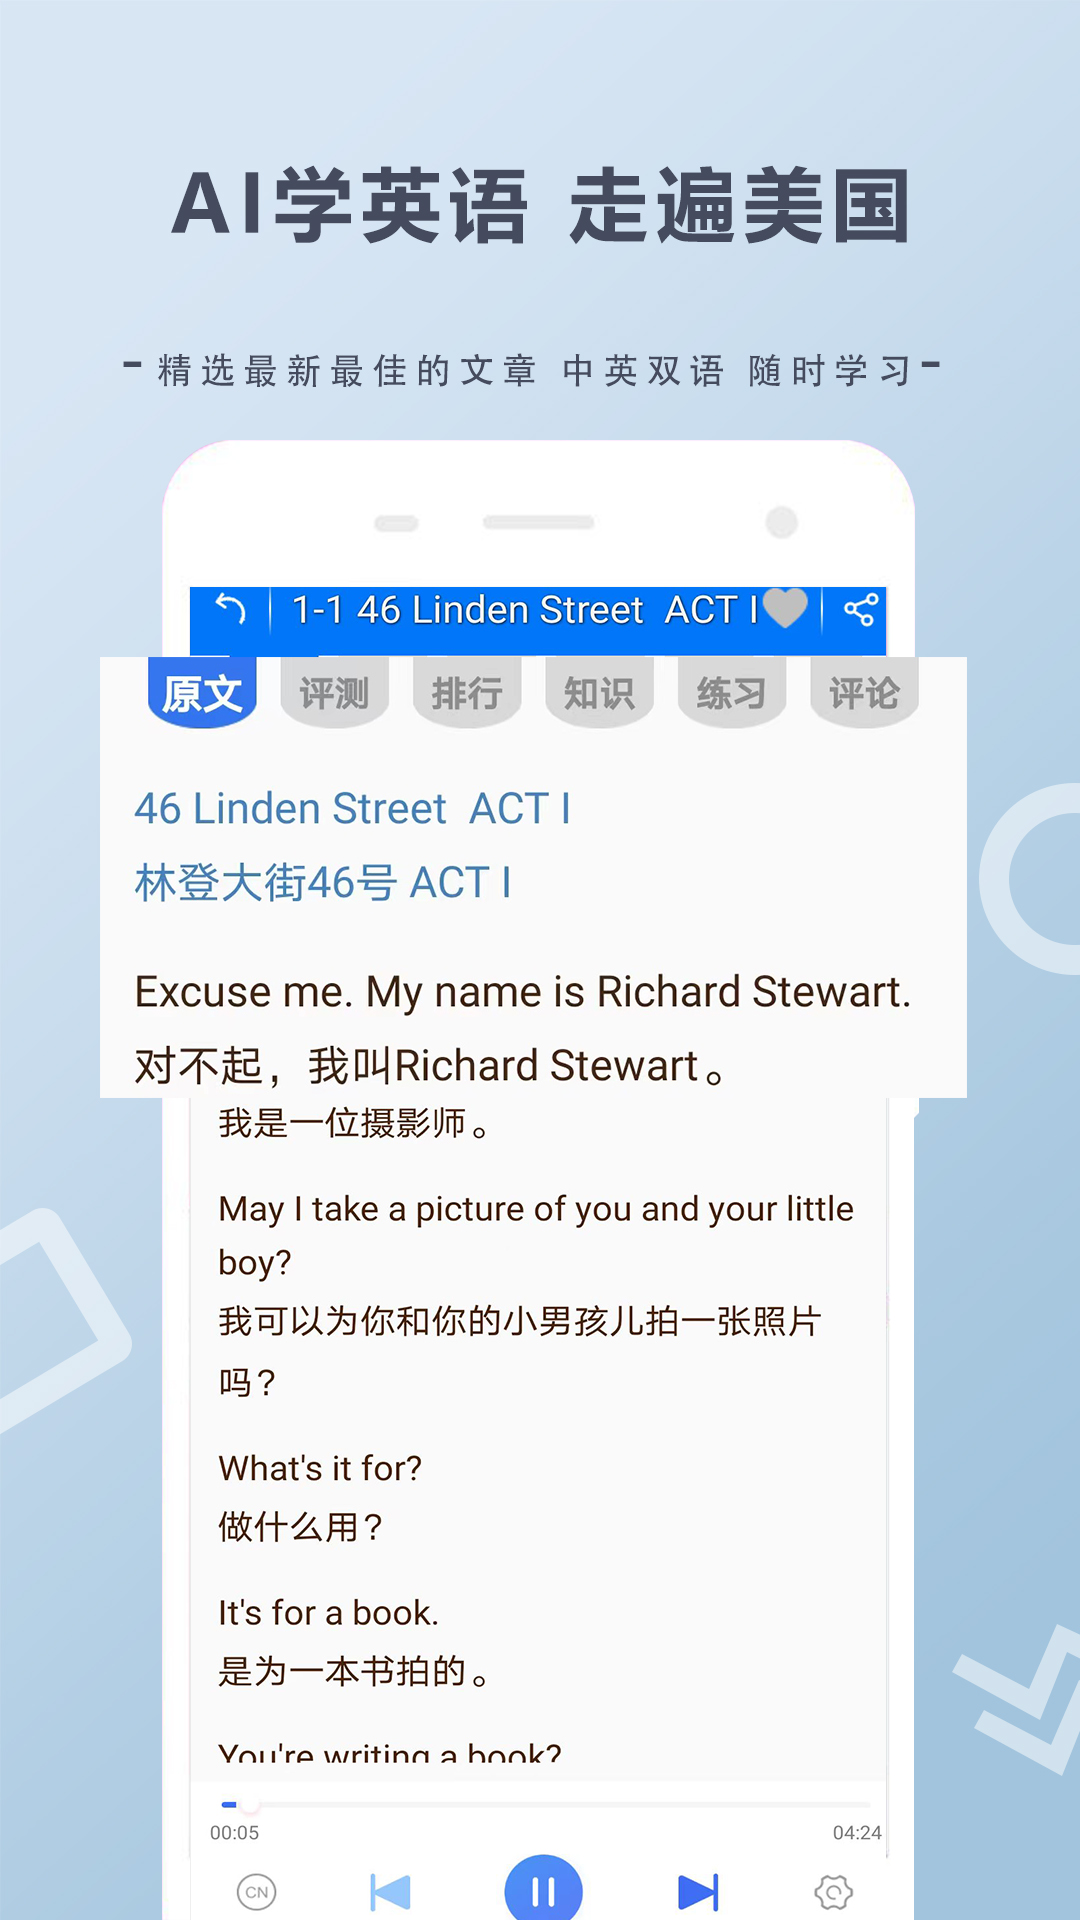 AI学英语 走遍美国
-精选最新最佳的文章 中英双语 随时学习-
1-1 46 Linden Street ACT I
原文 评测 排行 知识 练习 评论
46 Linden Street ACT I
林登大街46号 ACT I
Excuse me. My name is Richard Stewart.
对不起，我叫Richard Stewart。
我是一位摄影师。
May I take a picture of you and your little
boy?
我可以为你和你的小男孩儿拍一张照片
吗？
What's it for?
做什么用？
It's for a book.
是为一本书拍的。
You're writing a book?
00:05 04:24
CN